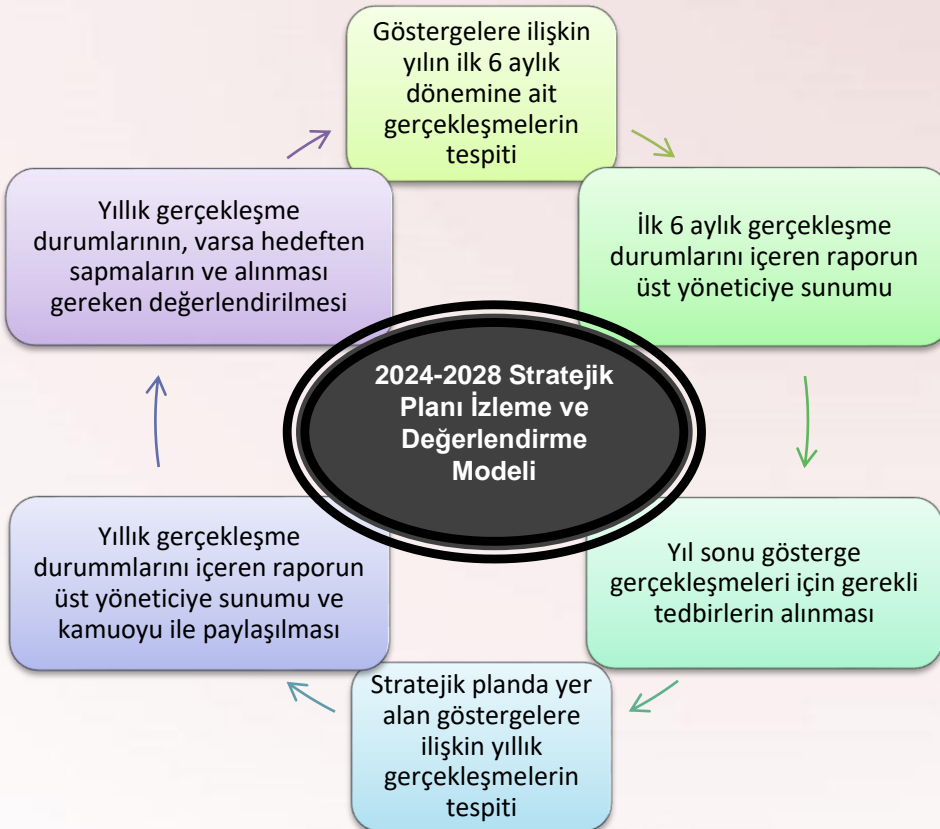 Göstergelere ilişkin
yılın ilk 6 aylık
dönemine ait
gerçekleşmelerin
tespiti
İlk 6 aylık gerçekleşme
durumlarını içeren raporun
üst yöneticiye sunumu
Yıl sonu gösterge
gerçekleşmeleri için gerekli
tedbirlerin alınması
Stratejik planda yer
alan göstergelere
ilişkin yıllık
gerçekleşmelerin
tespiti
Yıllık gerçekleşme
durummlarını içeren raporun
üst yöneticiye sunumu ve
kamuoyu ile paylaşılması
Yıllık gerçekleşme
durumlarının, varsa hedeften
sapmaların ve alınması
gereken değerlendirilmesi
2024-2028 Stratejik
Planı İzleme ve
Değerlendirme
Modeli